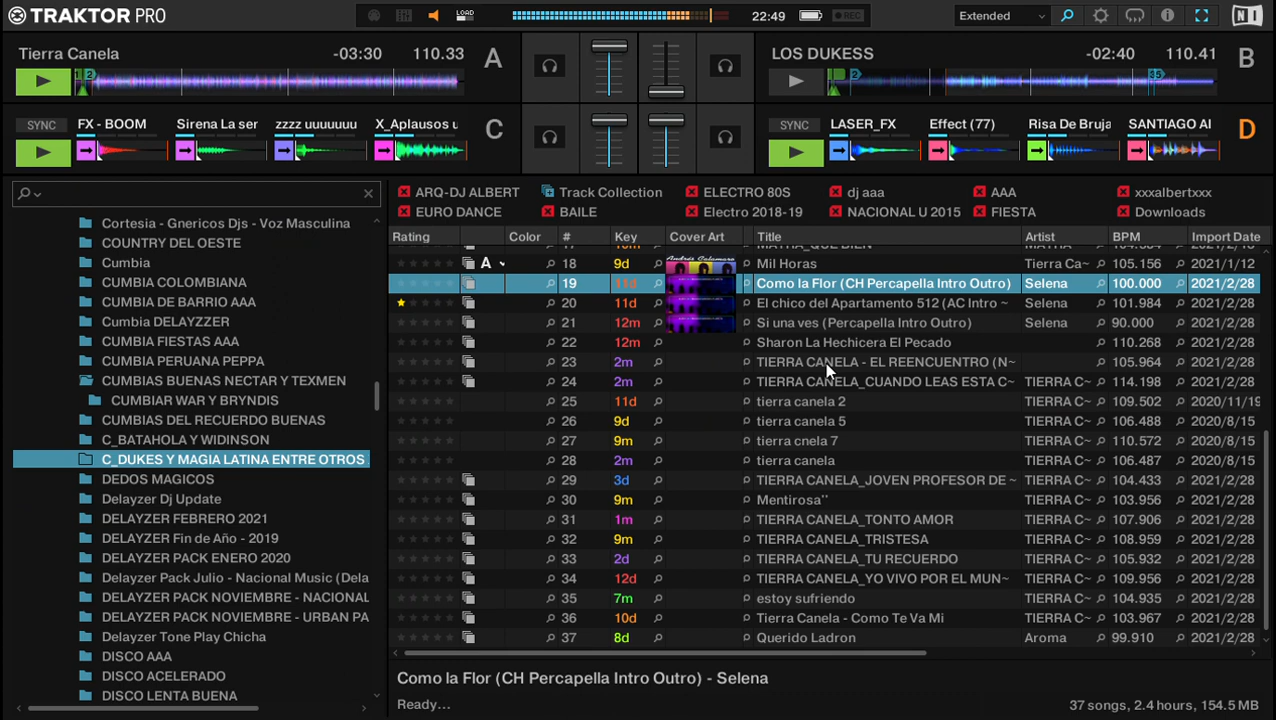 TRAKTOR PRO
LOAD
22:49
REC
Extended
Tierra Canela -03:30 110.33 A
LOS DUKESS -02:40 110.41 B
SYNC FX - BOOM Sirena La ser zzzz uuuuuuu X_Aplausos u C
SYNC LASER_FX Effect (77) Risa De Bruja SANTIAGO AI D
ARQ-DJ ALBERT Track Collection ELECTRO 80S dj aaa AAA xxxalbertxxx
EURO DANCE BAILE Electro 2018-19 NACIONAL U 2015 FIESTA Downloads
Cortesia - Gnericos Djs - Voz Masculina
COUNTRY DEL OESTE
Cumbia
CUMBIA COLOMBIANA
CUMBIA DE BARRIO AAA
Cumbia DELAYZZER
CUMBIA FIESTAS AAA
CUMBIA PERUANA PEPPA
CUMBIAS BUENAS NECTAR Y TEXMEN
CUMBIAR WAR Y BRYNDIS
CUMBIAS DEL RECUERDO BUENAS
C_BATAHOLA Y WIDINSON
C_DUKES Y MAGIA LATINA ENTRE OTROS
DEDOS MAGICOS
Delayzer Dj Update
DELAYZER FEBRERO 2021
DELAYZER Fin de Año - 2019
DELAYZER PACK ENERO 2020
Delayzer Pack Julio - Nacional Music (Dela
DELAYZER PACK NOVIEMBRE - NACIONAL
DELAYZER PACK NOVIEMBRE - URBAN PA
Delayzer Tone Play Chicha
DISCO AAA
DISCO ACELERADO
DISCO LENTA BUENA
Rating Color # Key Cover Art Title Artist BPM Import Date
A 18 9d Mil Horas Tierra Ca~ 105.156 2021/1/12
19 11d Como la Flor (CH Percapella Intro Outro) Selena 100.000 2021/2/28
20 11d El chico del Apartamento 512 (AC Intro ~ Selena 101.984 2021/2/28
21 12m Si una ves (Percapella Intro Outro) Selena 90.000 2021/2/28
22 12m Sharon La Hechicera El Pecado 110.268 2021/2/28
23 2m TIERRA CANELA - EL REENCUENTRO (N~ 105.964 2021/2/28
24 2m TIERRA CANELA_CUANDO LEAS ESTA C~ TIERRA C~ 114.198 2021/2/28
25 11d tierra canela 2 TIERRA C~ 109.502 2020/11/19
26 9d tierra canela 5 TIERRA C~ 106.488 2020/8/15
27 9m tierra cnela 7 TIERRA C~ 110.572 2020/8/15
28 2m tierra canela TIERRA C~ 106.487 2020/8/15
29 3d TIERRA CANELA_JOVEN PROFESOR DE ~ TIERRA C~ 104.433 2021/2/28
30 9m Mentirosa'' TIERRA C~ 103.956 2021/2/28
31 1m TIERRA CANELA_TONTO AMOR TIERRA C~ 107.906 2021/2/28
32 9m TIERRA CANELA_TRISTESA TIERRA C~ 108.959 2021/2/28
33 2d TIERRA CANELA_TU RECUERDO TIERRA C~ 105.932 2021/2/28
34 12d TIERRA CANELA_YO VIVO POR EL MUN~ TIERRA C~ 109.956 2021/2/28
35 7m estoy sufriendo TIERRA C~ 104.935 2021/2/28
36 10d Tierra Canela - Como Te Va Mi TIERRA C~ 103.967 2021/2/28
37 8d Querido Ladron Aroma 99.910 2021/2/28
Como la Flor (CH Percapella Intro Outro) - Selena
Ready... 37 songs, 2.4 hours, 154.5 MB